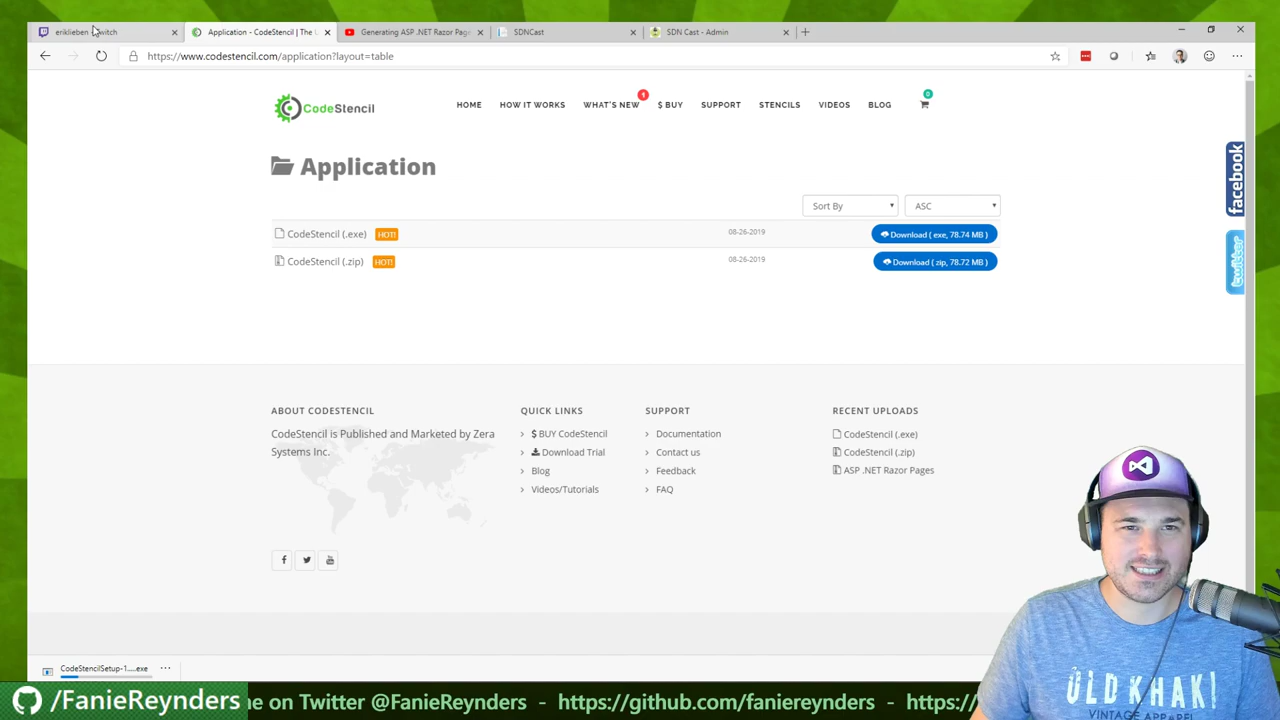 eriklieben Twitch
Application - CodeStencil | The U
Generating ASP .NET Razor Page
SDNCast
SDN Cast - Admin
https://www.codestencil.com/application?layout=table
CodeStencil
HOME
HOW IT WORKS
WHAT'S NEW
1
$ BUY
SUPPORT
STENCILS
VIDEOS
BLOG
0
Application
Sort By
ASC
CodeStencil (.exe) HOT!
08-26-2019
Download ( exe, 78.74 MB )
CodeStencil (.zip) HOT!
08-26-2019
Download ( zip, 78.72 MB )
facebook
twitter
ABOUT CODESTENCIL
CodeStencil is Published and Marketed by Zera
Systems Inc.
QUICK LINKS
$ BUY CodeStencil
Download Trial
Blog
Videos/Tutorials
SUPPORT
Documentation
Contact us
Feedback
FAQ
RECENT UPLOADS
CodeStencil (.exe)
CodeStencil (.zip)
ASP .NET Razor Pages
CodeStencilSetup-1.....exe
ÜLD KHAKI
VINTAGE APPAREL
/FanieReynders
me on Twitter @FanieReynders - https://github.com/faniereynders - https://